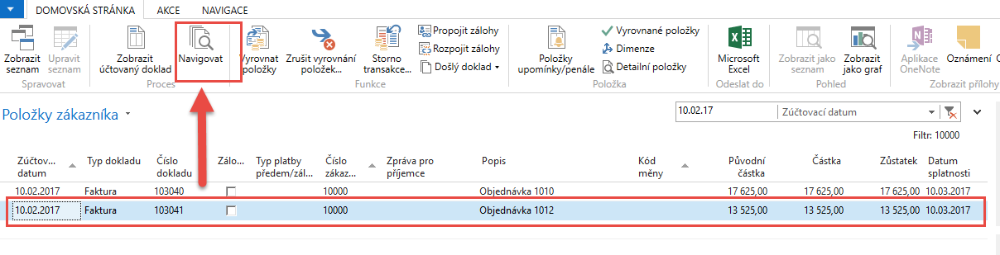 DOMOVSKÁ STRÁNKA AKCE NAVIGACE
Zobrazit seznam
Upravit seznam
Spravovat
Zobrazit účtovaný doklad
Navigovat
Proces
Vyrovnat položky
Zrušit vyrovnání položek...
Storno transakce...
Propojit zálohy
Rozpojit zálohy
Došlý doklad
Funkce
Položky upomínky/penále
Vyrovnané položky
Dimenze
Detailní položky
Položka
Microsoft Excel
Odeslat do
Zobrazit jako seznam
Zobrazit jako graf
Pohled
Aplikace OneNote
Oznámení
Zobrazit přílohy
Položky zákazníka
10.02.17 Zúčtovací datum
Filtr: 10000
Zúčtov... datum Typ dokladu Číslo dokladu Zálo... Typ platby předem/zál... Číslo zákaz... Zpráva pro příjemce Popis Kód měny Původní částka Částka Zůstatek Datum splatnosti
10.02.2017 Faktura 103040 10000 Objednávka 1010 17 625,00 17 625,00 17 625,00 10.03.2017
10.02.2017 Faktura 103041 10000 Objednávka 1012 13 525,00 13 525,00 13 525,00 10.03.2017